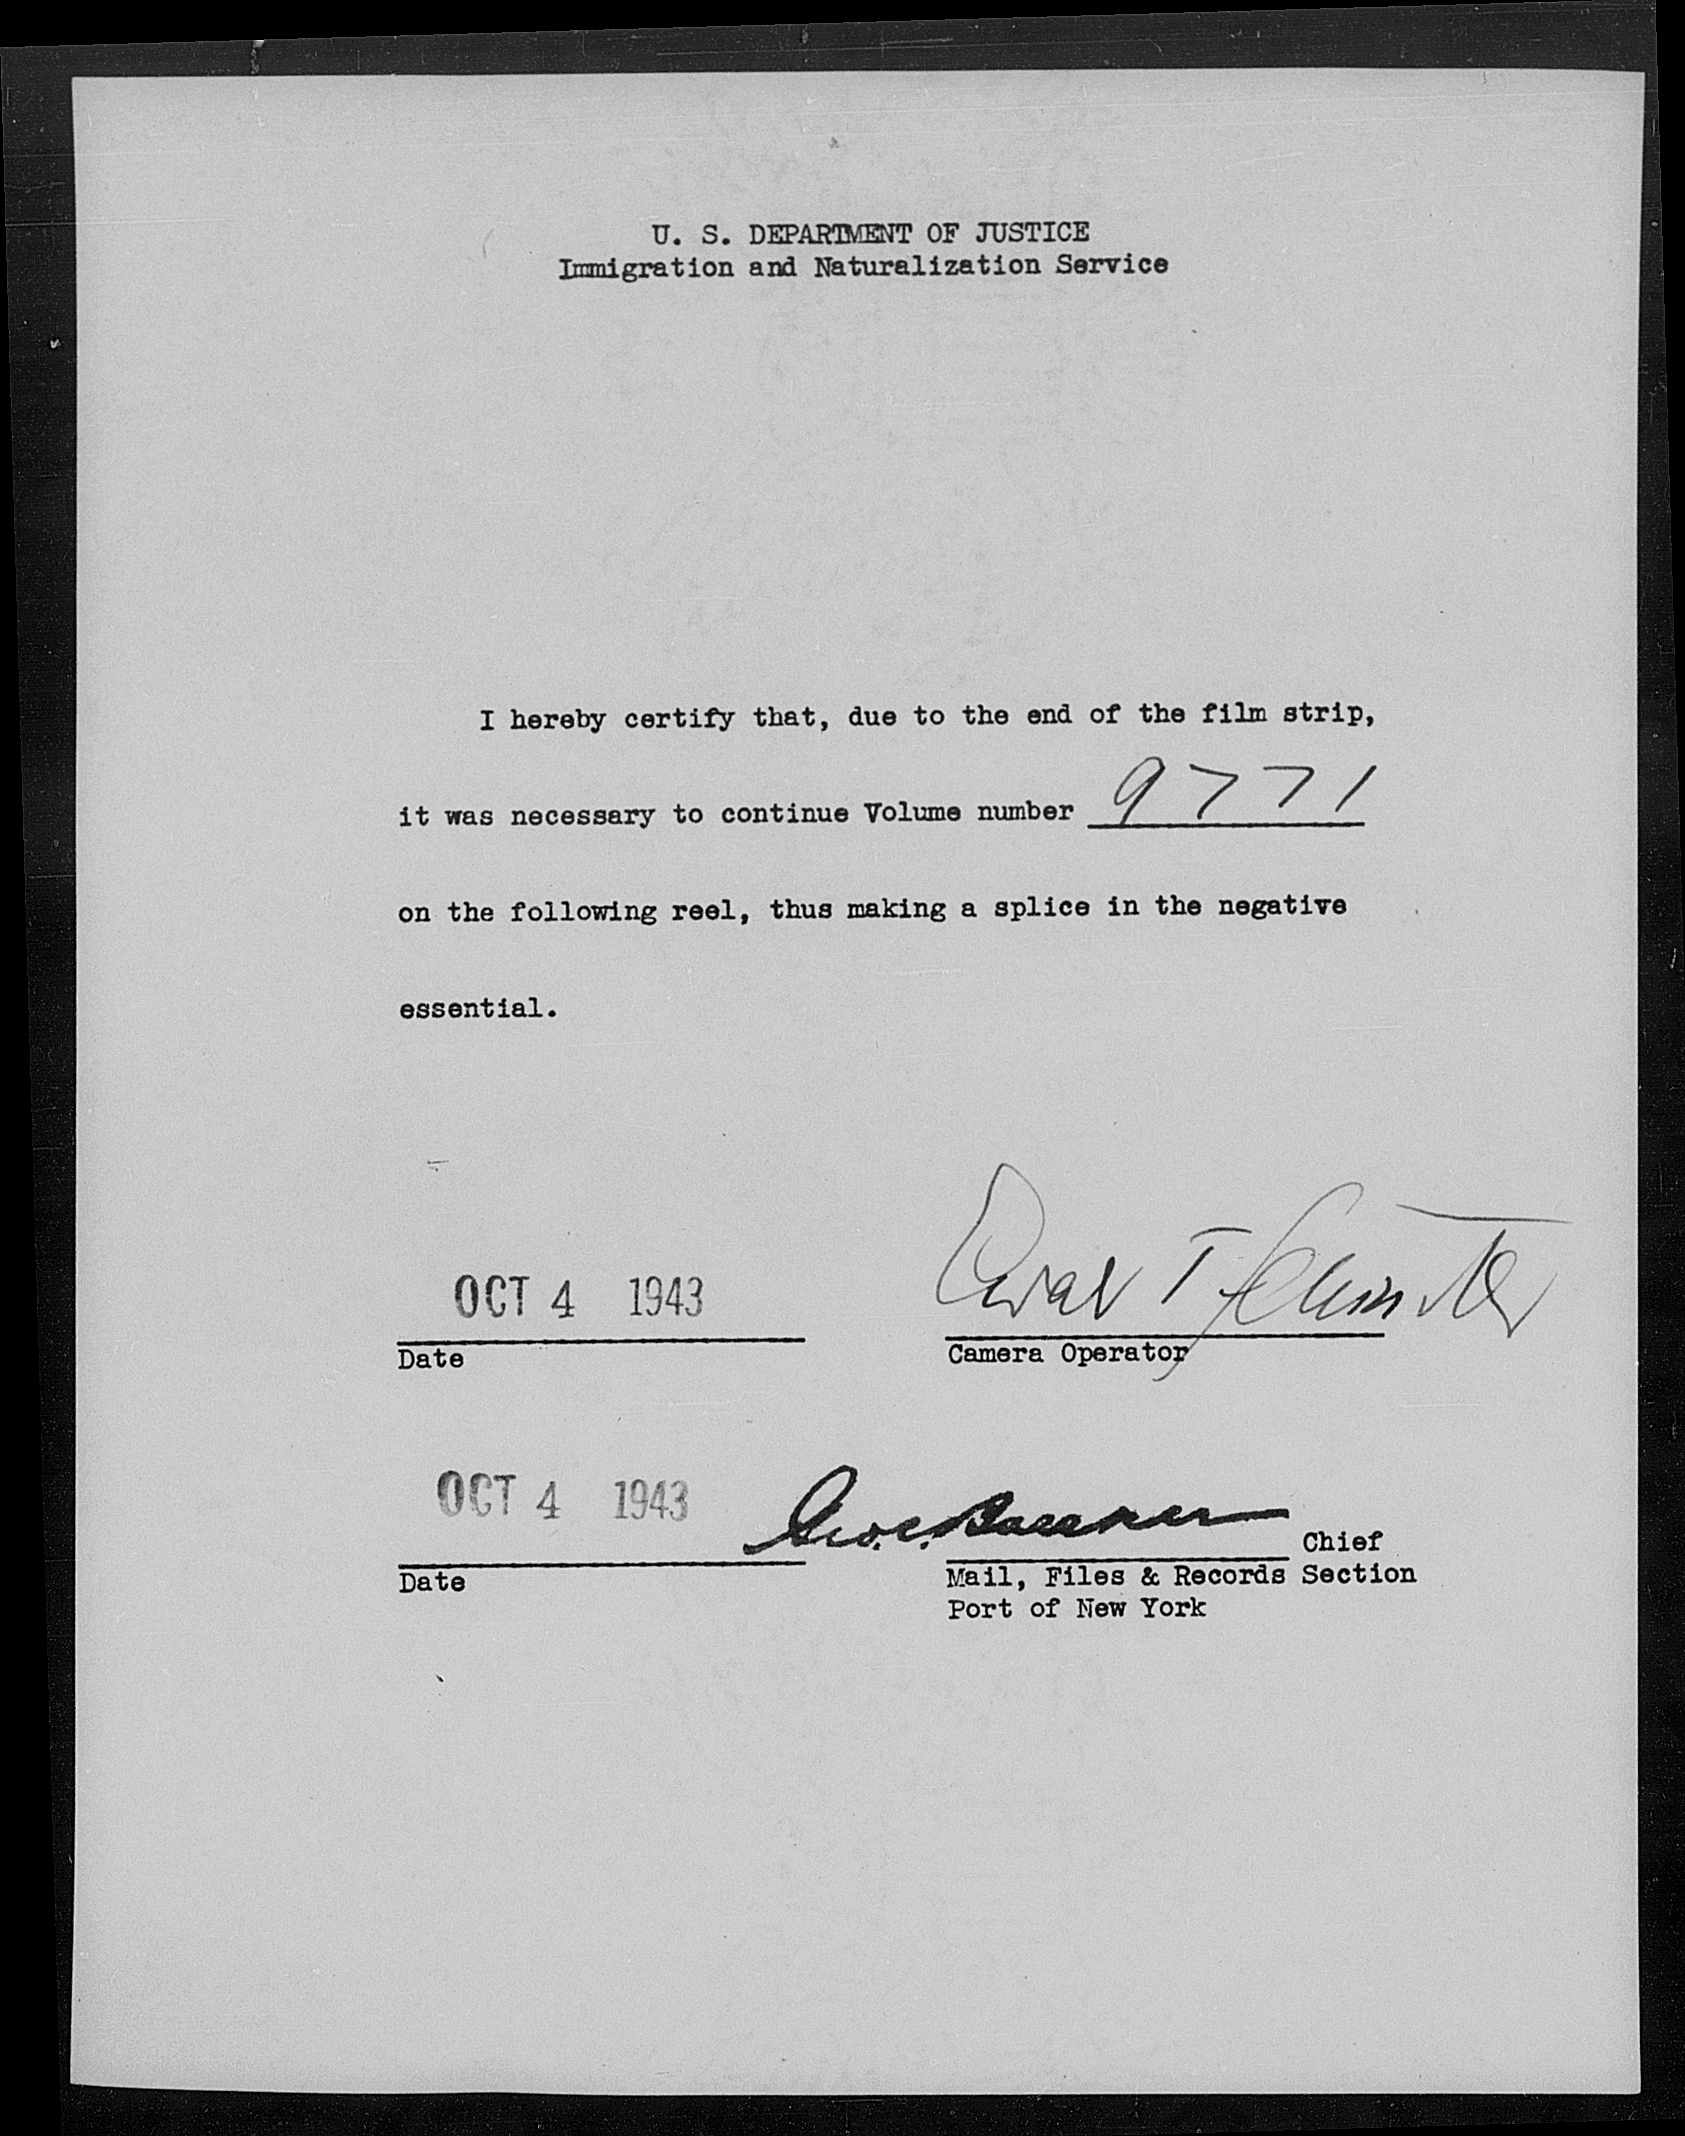 U. S. DEPARTMENT OF JUSTICE
Immigration and Naturalization Service
I hereby certify that, due to the end of the film strip,
it was necessary to continue Volume number 9771
on the following reel, thus making a splice in the negative
essential.
OCT 4 1943
Date
Camera Operator
OCT 4 1943
Geo. C.
Chief
Date
Mail, Files & Records Section
Port of New York